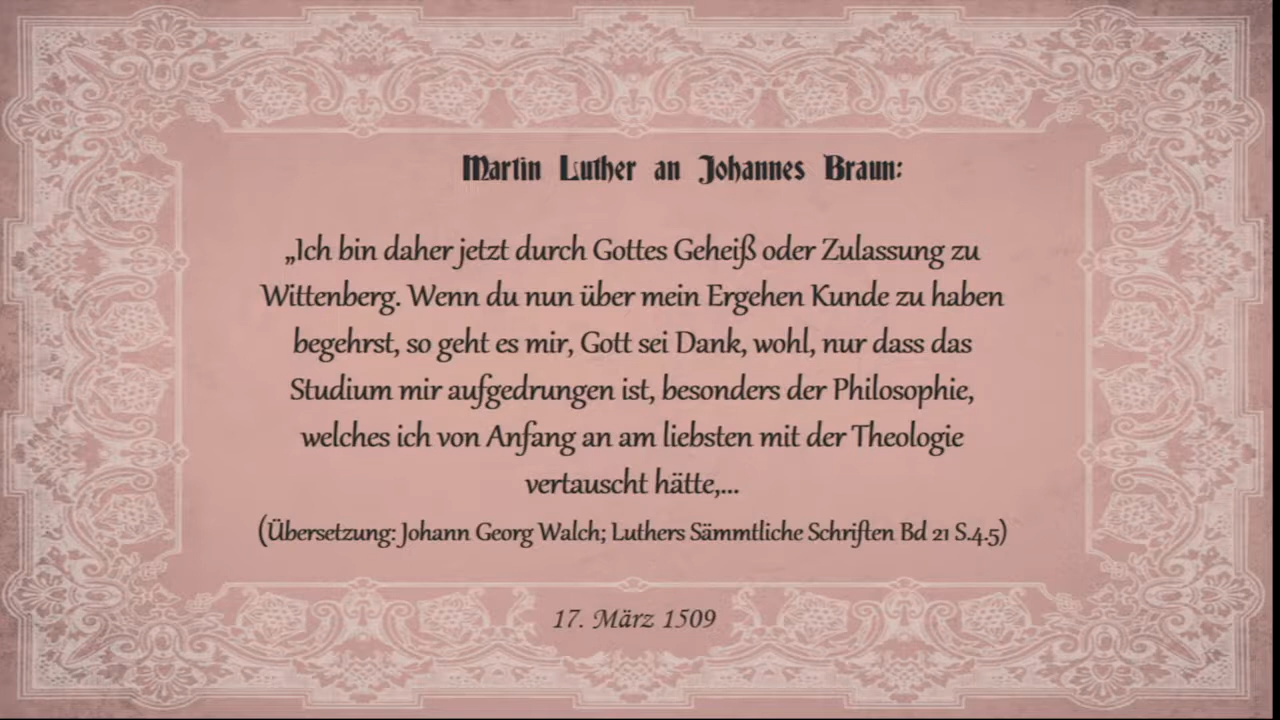 Martin Luther an Johannes Braun:
„Ich bin daher jetzt durch Gottes Geheiß oder Zulassung zu
Wittenberg. Wenn du nun über mein Ergehen Kunde zu haben
begehrst, so geht es mir, Gott sei Dank, wohl, nur dass das
Studium mir aufgedrungen ist, besonders der Philosophie,
welches ich von Anfang an am liebsten mit der Theologie
vertauscht hätte,...
(Übersetzung: Johann Georg Walch; Luthers Sämmtliche Schriften Bd 21 S.4.5)
17. März 1509